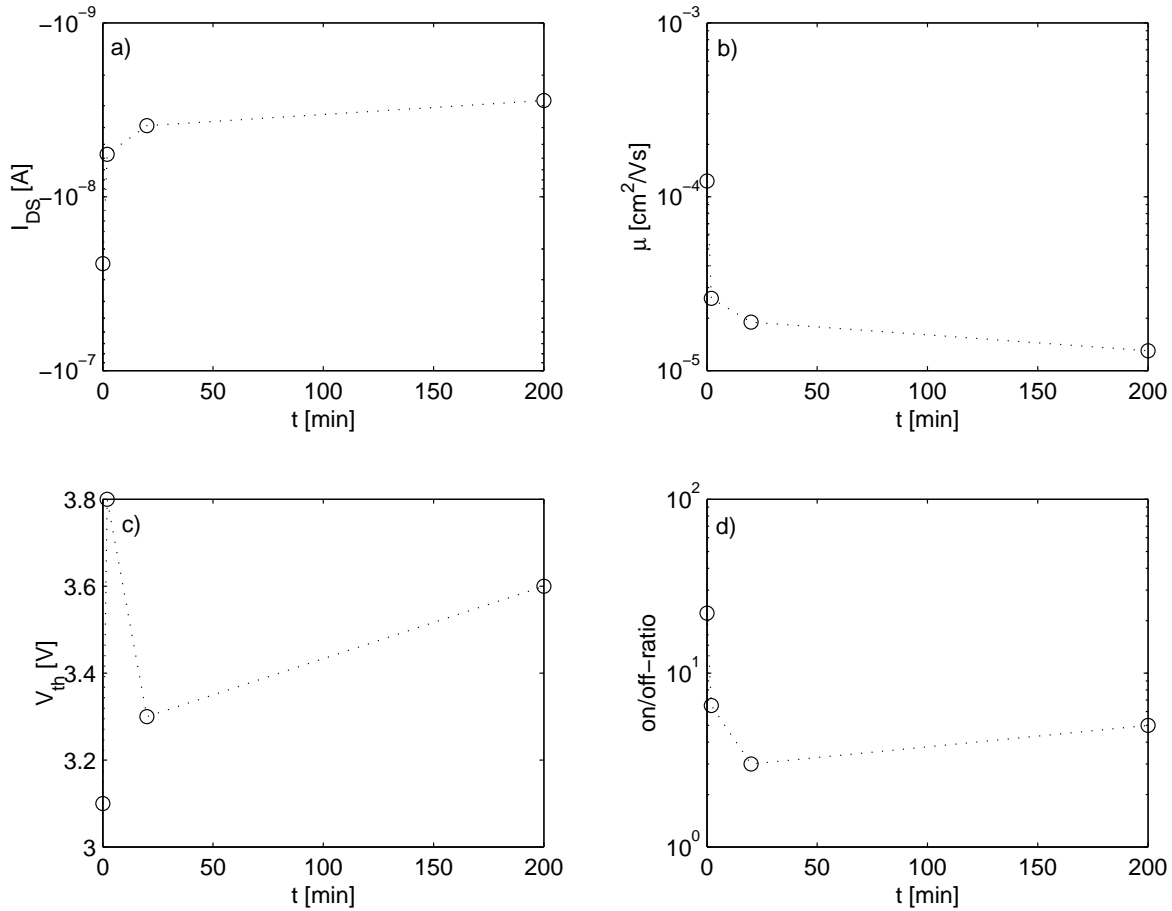 a)
−10⁻⁹
−10⁻⁸
−10⁻⁷
I_DS [A]
0 50 100 150 200
t [min]
b)
10⁻³
10⁻⁴
10⁻⁵
μ [cm²/Vs]
0 50 100 150 200
t [min]
c)
3.8
3.6
3.4
3.2
3
V_th [V]
0 50 100 150 200
t [min]
d)
10²
10¹
10⁰
on/off−ratio
0 50 100 150 200
t [min]